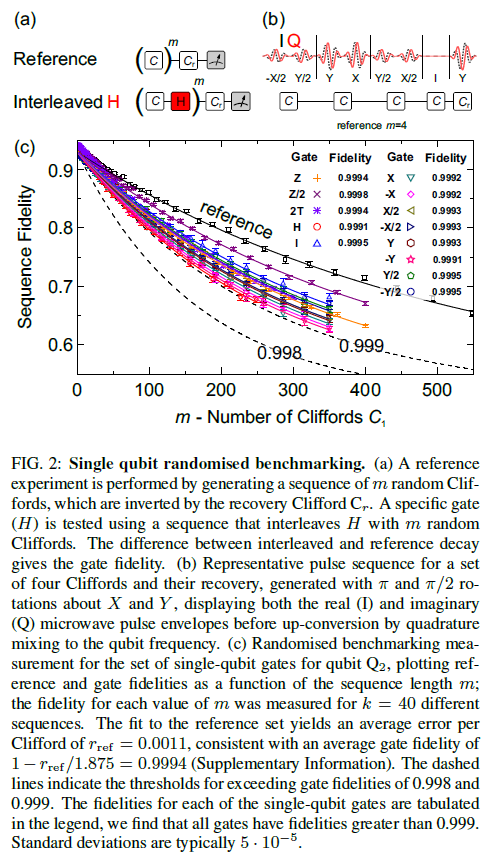 (a)
Reference
( C )^m C_r
Interleaved H
( C H )^m C_r
(b)
I Q
-X/2 Y/2 Y X Y/2 X/2 I Y
C C C C C_r
reference m=4
(c)
Sequence Fidelity
0.9
0.8
0.7
0.6
reference
0.998
0.999
Gate Fidelity
Z 0.9994
Z/2 0.9998
2T 0.9994
H 0.9991
I 0.9995
Gate Fidelity
X 0.9992
-X 0.9992
X/2 0.9993
-X/2 0.9993
Y 0.9993
-Y 0.9991
Y/2 0.9995
-Y/2 0.9995
0 100 200 300 400 500
m - Number of Cliffords C_1
FIG. 2: Single qubit randomised benchmarking. (a) A reference
experiment is performed by generating a sequence of m random Clif-
fords, which are inverted by the recovery Clifford C_r. A specific gate
(H) is tested using a sequence that interleaves H with m random
Cliffords. The difference between interleaved and reference decay
gives the gate fidelity. (b) Representative pulse sequence for a set
of four Cliffords and their recovery, generated with π and π/2 ro-
tations about X and Y, displaying both the real (I) and imaginary
(Q) microwave pulse envelopes before up-conversion by quadrature
mixing to the qubit frequency. (c) Randomised benchmarking mea-
surement for the set of single-qubit gates for qubit Q_2, plotting ref-
erence and gate fidelities as a function of the sequence length m;
the fidelity for each value of m was measured for k = 40 different
sequences. The fit to the reference set yields an average error per
Clifford of r_ref = 0.0011, consistent with an average gate fidelity of
1 − r_ref/1.875 = 0.9994 (Supplementary Information). The dashed
lines indicate the thresholds for exceeding gate fidelities of 0.998 and
0.999. The fidelities for each of the single-qubit gates are tabulated
in the legend, we find that all gates have fidelities greater than 0.999.
Standard deviations are typically 5 · 10^−5.